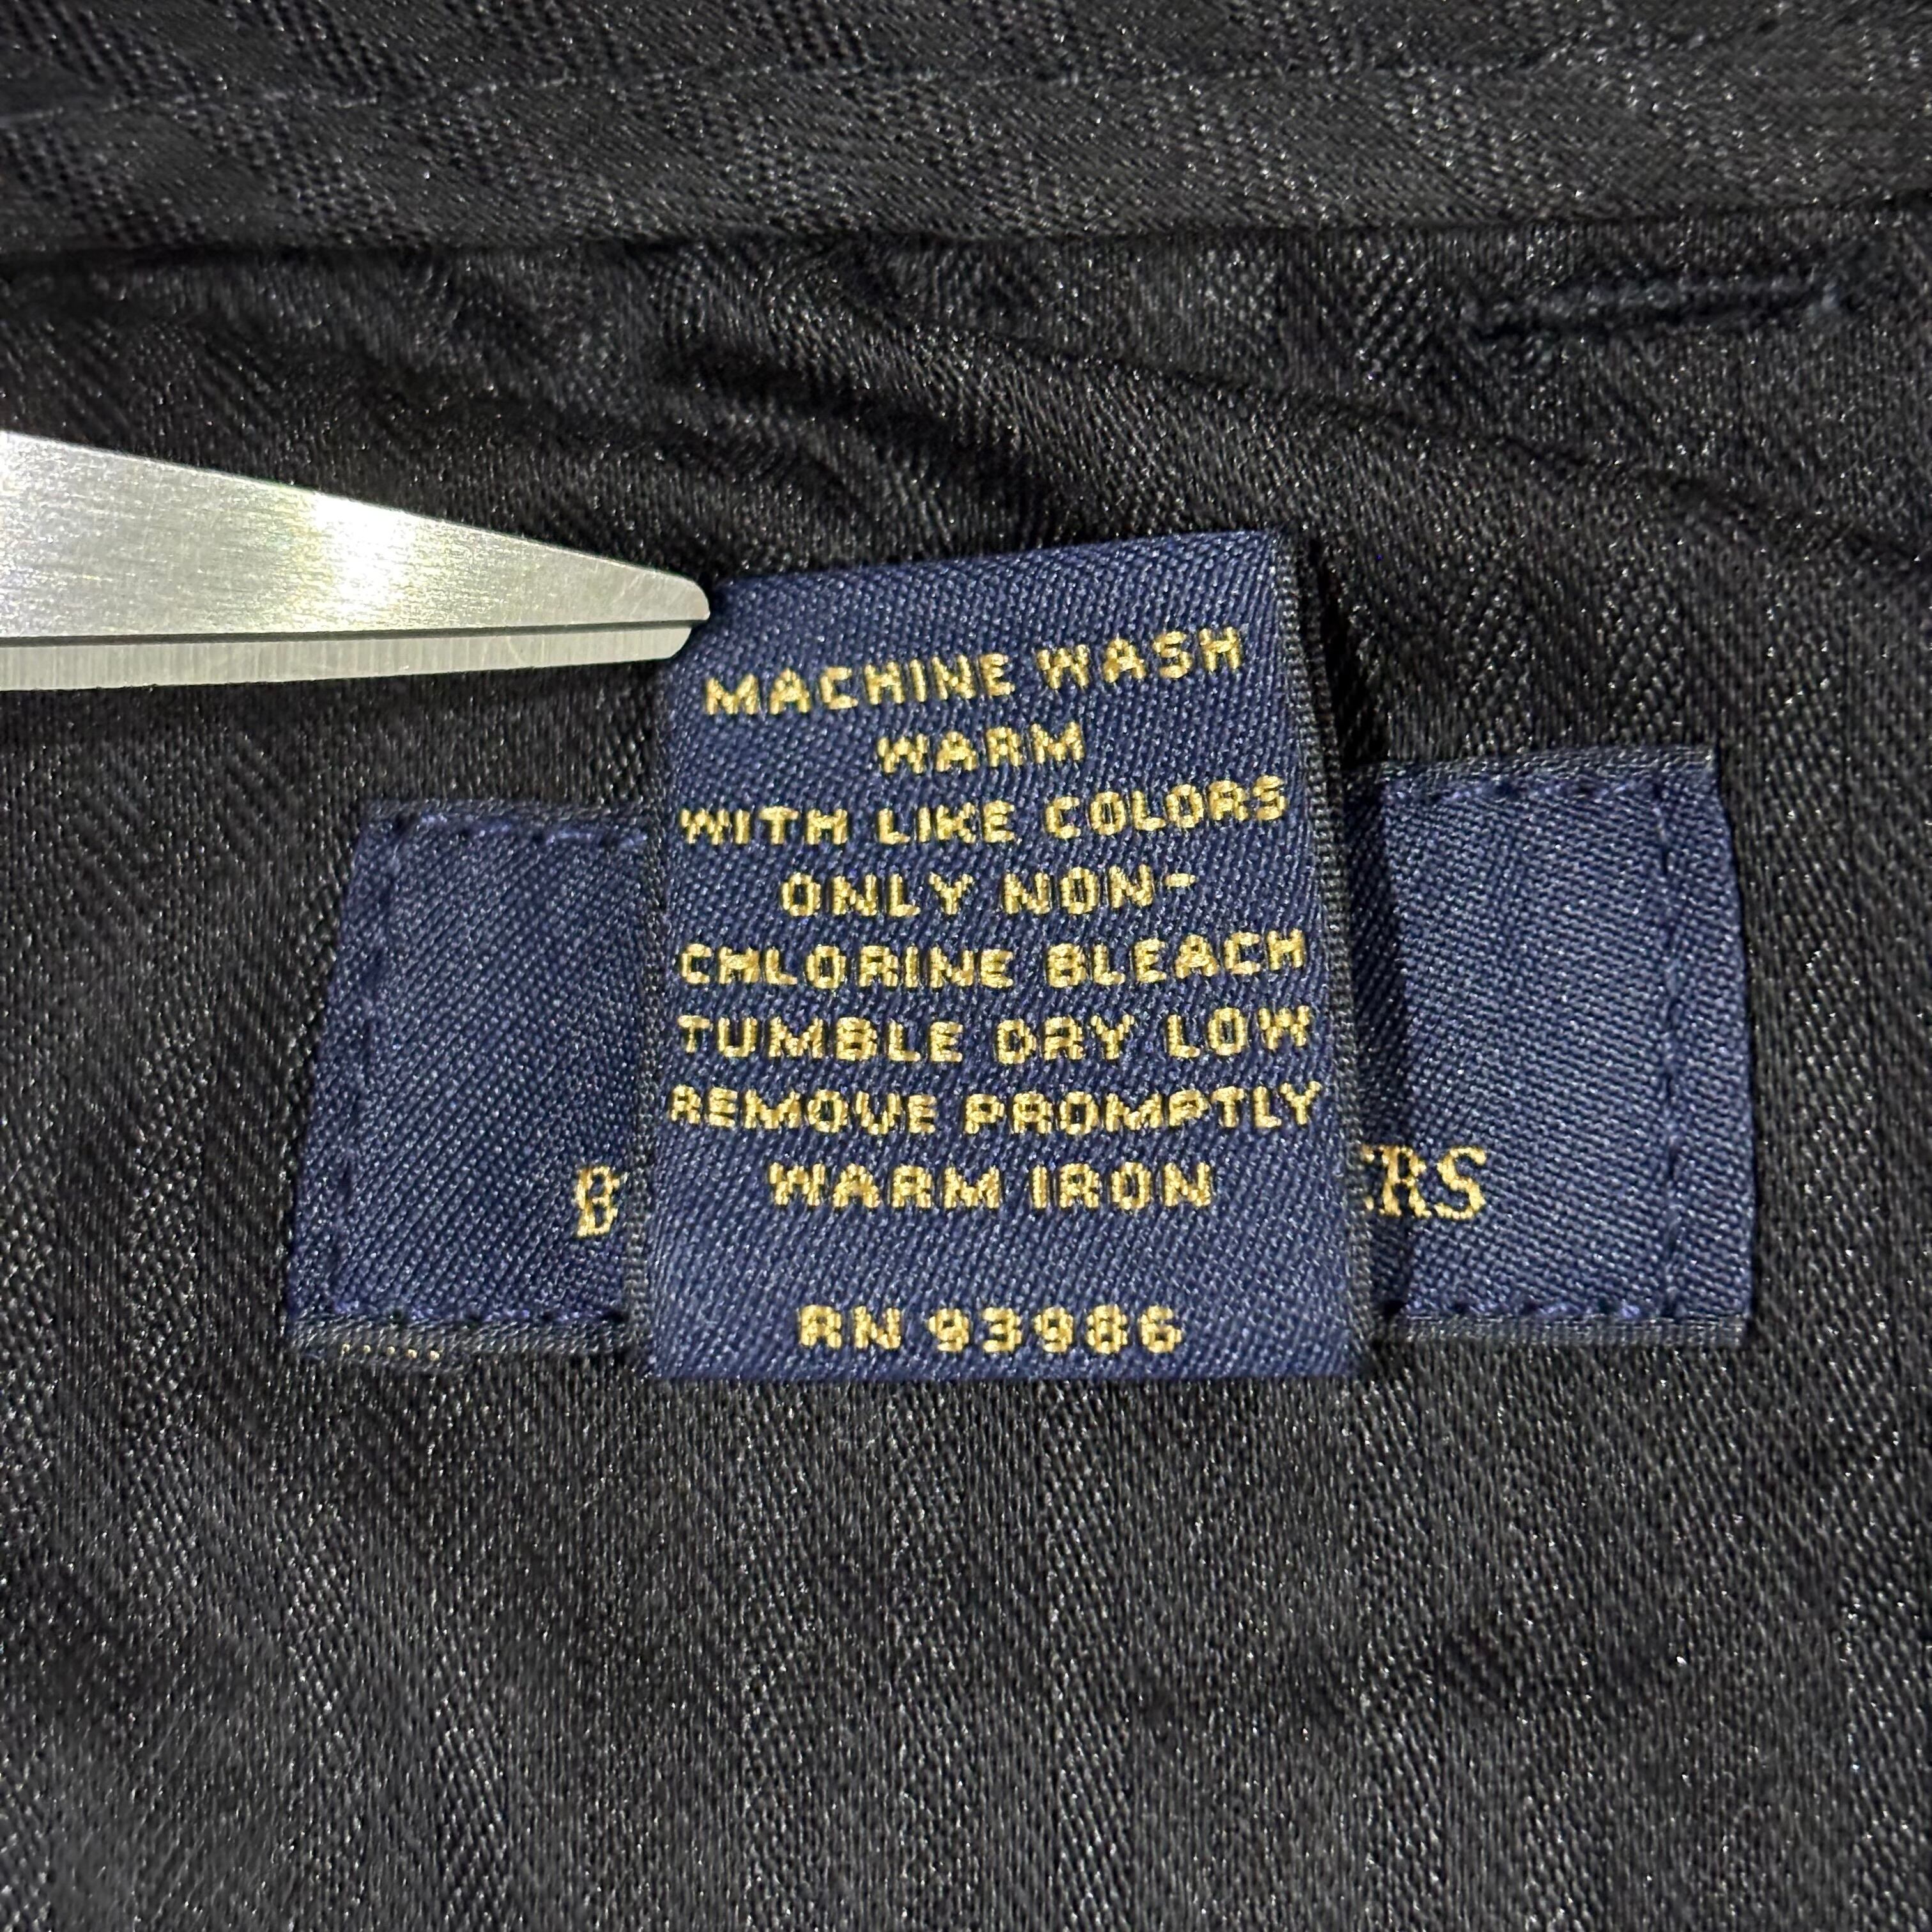 MACHINE WASH
WARM
WITH LIKE COLORS
ONLY NON-
CHLORINE BLEACH
TUMBLE DRY LOW
REMOVE PROMPTLY
WARM IRON
RN 93986